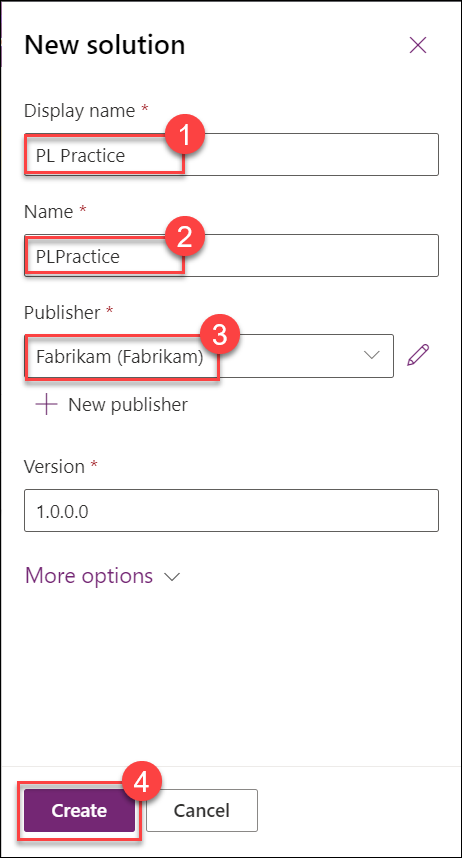 New solution
Display name *
1
PL Practice
Name *
2
PLPractice
Publisher *
3
Fabrikam (Fabrikam)
New publisher
Version *
1.0.0.0
More options
4
Create
Cancel